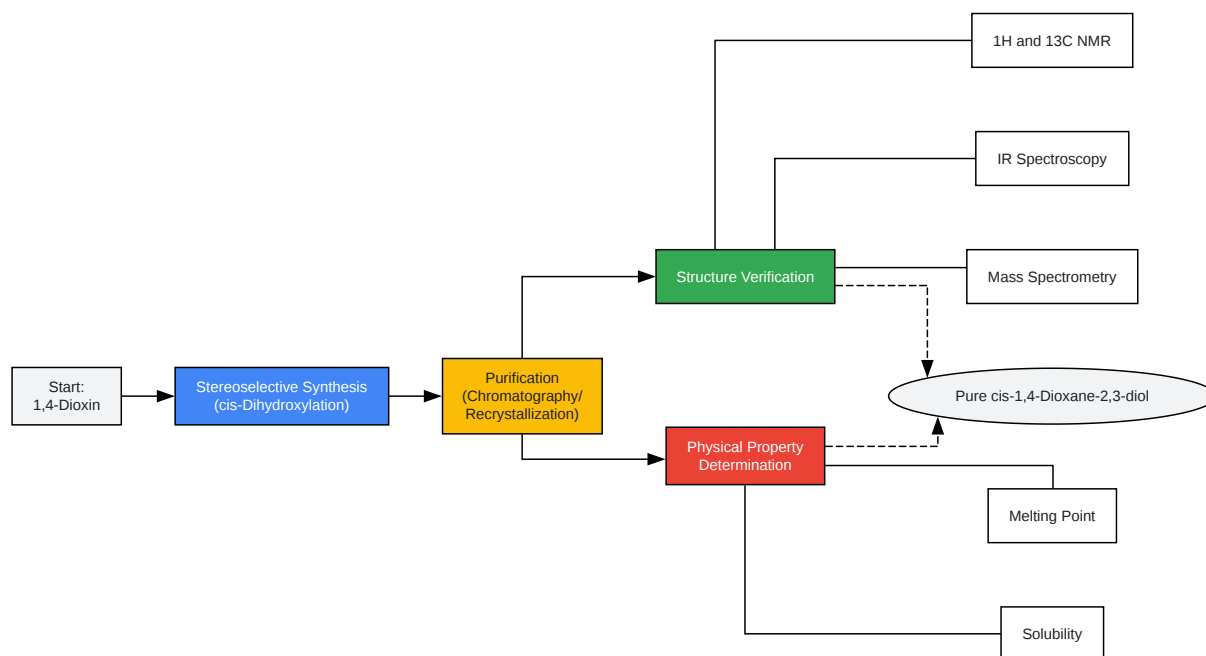 1H and 13C NMR
IR Spectroscopy
Structure Verification
Mass Spectrometry
Start:
1,4-Dioxin
Stereoselective Synthesis
(cis-Dihydroxylation)
Purification
(Chromatography/
Recrystallization)
Pure cis-1,4-Dioxane-2,3-diol
Physical Property
Determination
Melting Point
Solubility